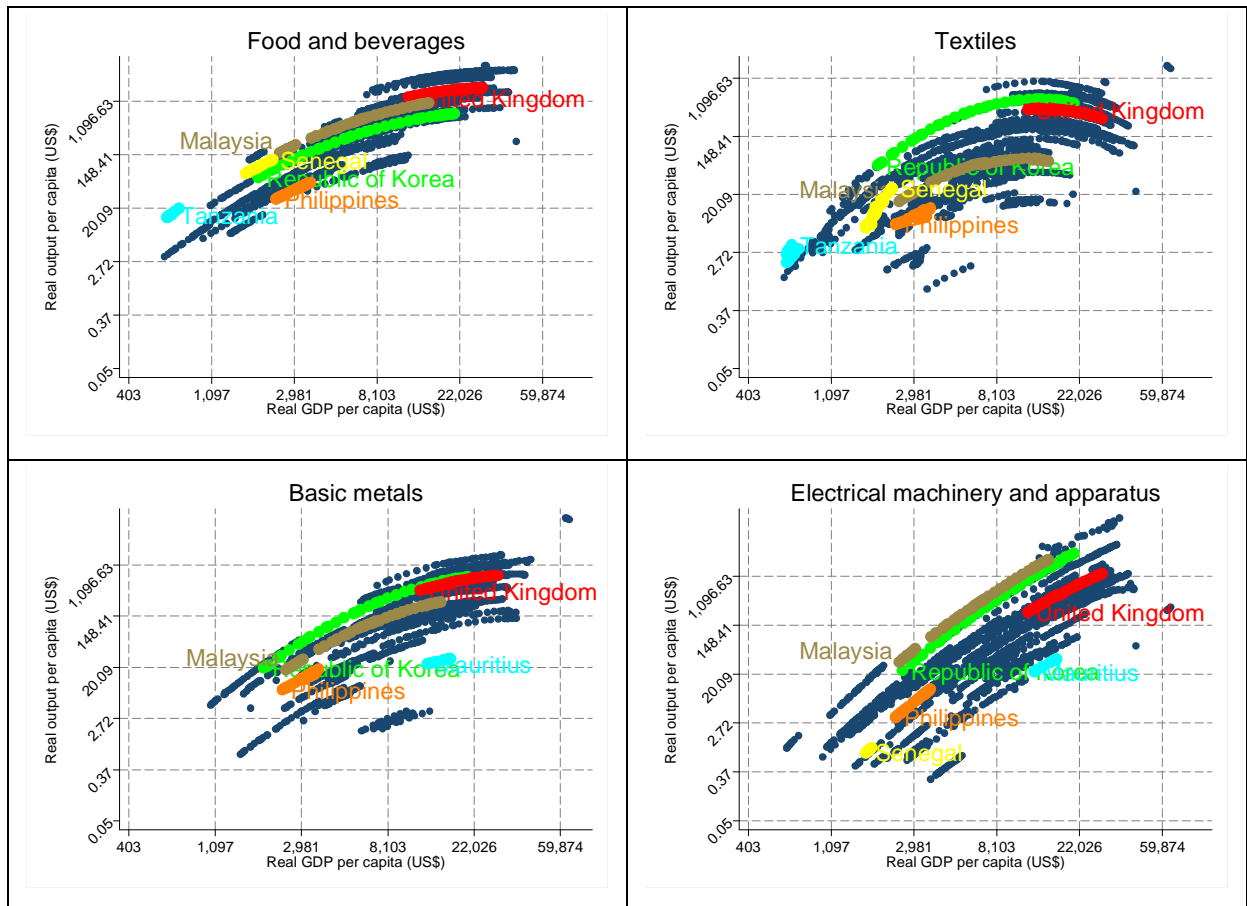 Food and beverages
Real output per capita (US$)
1,096.63
148.41
20.09
2.72
0.37
0.05
United Kingdom
Malaysia
Senegal
Republic of Korea
Philippines
Tanzania
403 1,097 2,981 8,103 22,026 59,874
Real GDP per capita (US$)
Textiles
Real output per capita (US$)
1,096.63
148.41
20.09
2.72
0.37
0.05
United Kingdom
Republic of Korea
Malaysia
Senegal
Philippines
Tanzania
403 1,097 2,981 8,103 22,026 59,874
Real GDP per capita (US$)
Basic metals
Real output per capita (US$)
1,096.63
148.41
20.09
2.72
0.37
0.05
United Kingdom
Malaysia
Republic of Korea
Mauritius
Philippines
403 1,097 2,981 8,103 22,026 59,874
Real GDP per capita (US$)
Electrical machinery and apparatus
Real output per capita (US$)
1,096.63
148.41
20.09
2.72
0.37
0.05
United Kingdom
Malaysia
Republic of Korea
Mauritius
Philippines
Senegal
403 1,097 2,981 8,103 22,026 59,874
Real GDP per capita (US$)